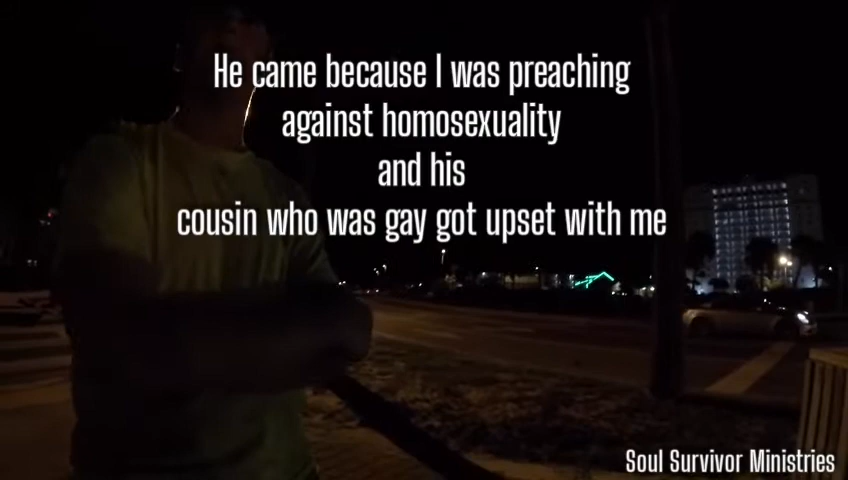 He came because I was preaching
against homosexuality
and his
cousin who was gay got upset with me
Soul Survivor Ministries